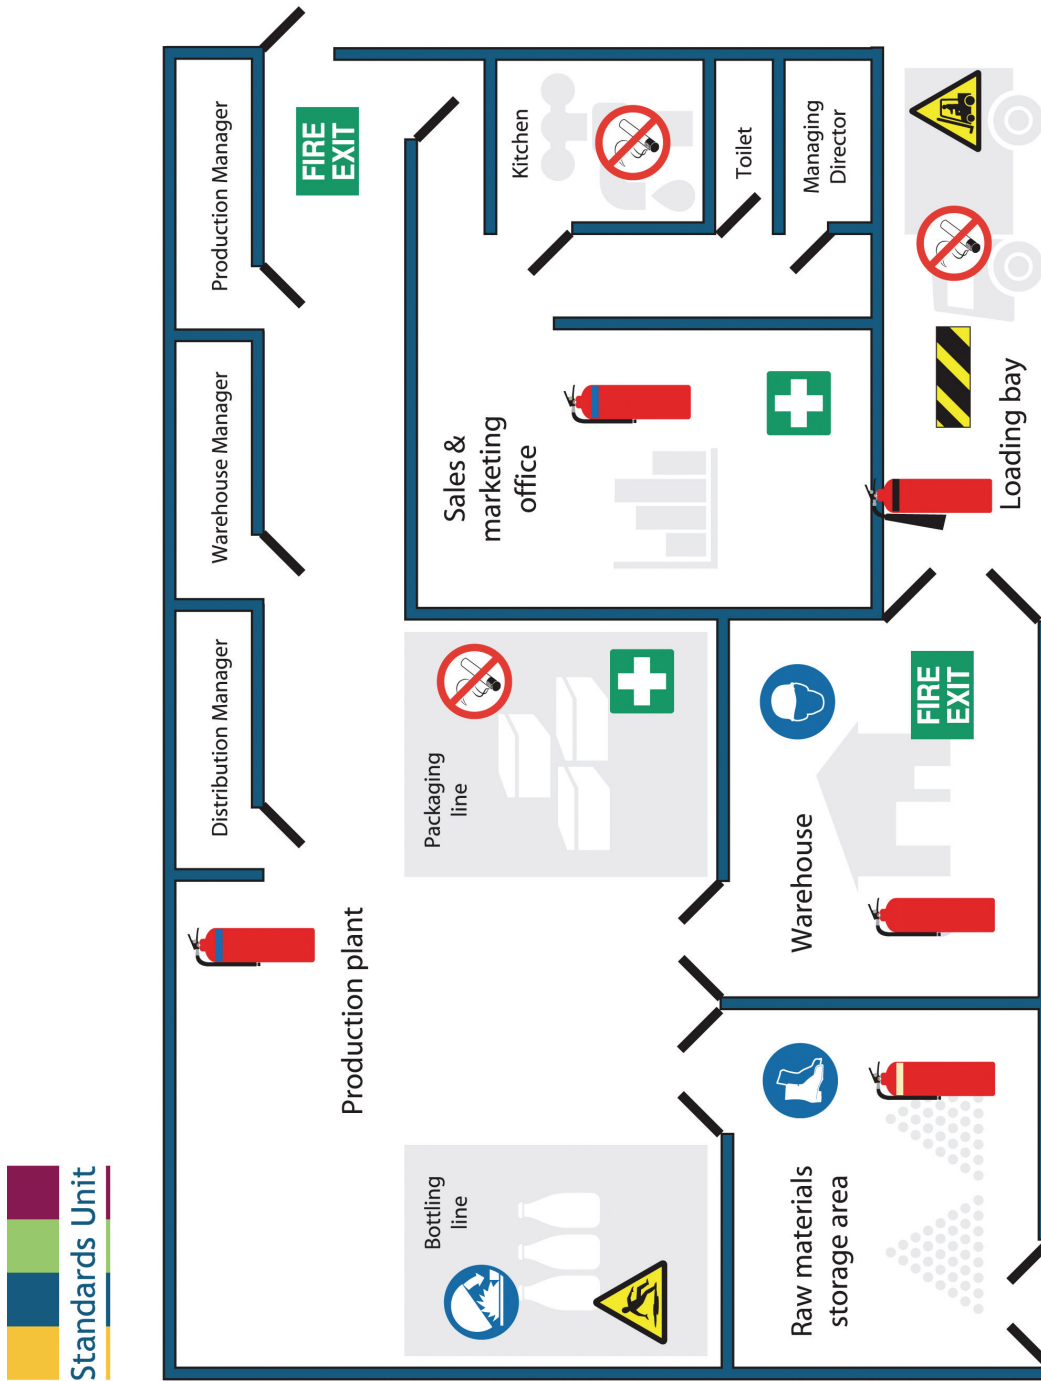 Standards Unit
Distribution Manager
Warehouse Manager
Production Manager
FIRE
EXIT
Production plant
Bottling
line
Packaging
line
Sales &
marketing
office
Kitchen
Toilet
Managing
Director
Raw materials
storage area
Warehouse
FIRE
EXIT
Loading bay